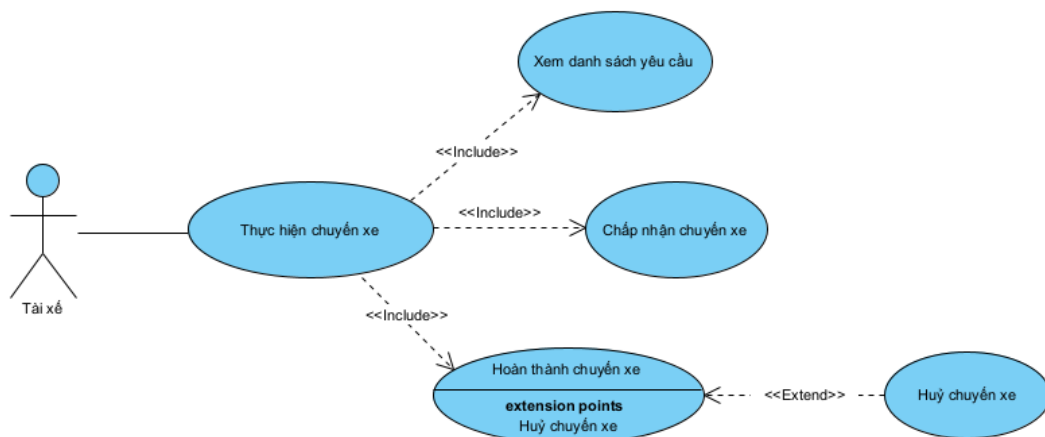 Xem danh sách yêu cầu
<<Include>>
Tài xế
Thực hiện chuyến xe
<<Include>>
Chấp nhận chuyến xe
<<Include>>
Hoàn thành chuyến xe
extension points
Huỷ chuyến xe
<<Extend>>
Huỷ chuyến xe